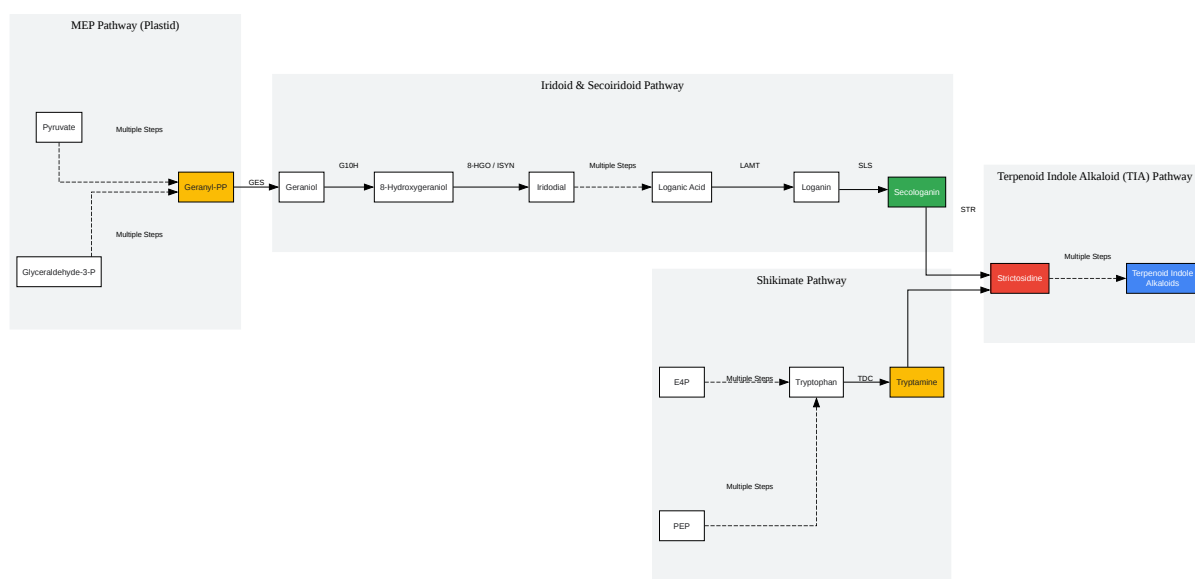 MEP Pathway (Plastid)
Pyruvate
Multiple Steps
Geranyl-PP
Multiple Steps
Glyceraldehyde-3-P
GES
Iridoid & Secoiridoid Pathway
Geraniol
G10H
8-Hydroxygeraniol
8-HGO / ISYN
Iridodial
Multiple Steps
Loganic Acid
LAMT
Loganin
SLS
Secologanin
STR
Shikimate Pathway
E4P
Multiple Steps
Tryptophan
TDC
Tryptamine
Multiple Steps
PEP
Terpenoid Indole Alkaloid (TIA) Pathway
Strictosidine
Multiple Steps
Terpenoid Indole
Alkaloids